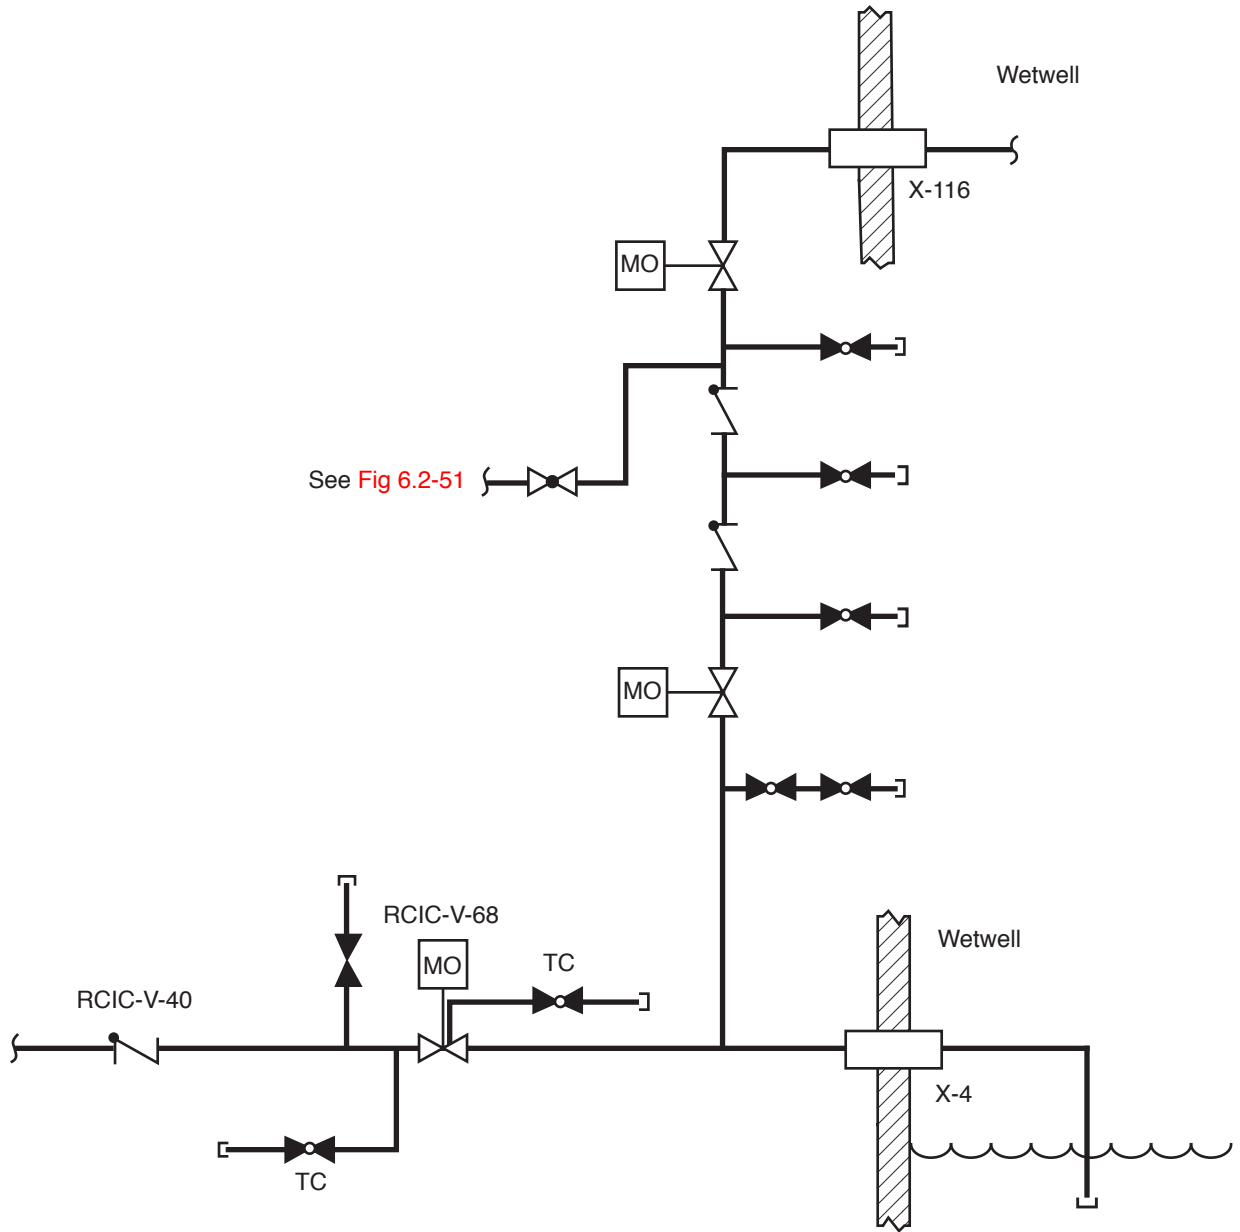 Wetwell
X-116
MO
See Fig 6.2-51
MO
RCIC-V-68
Wetwell
MO
TC
RCIC-V-40
X-4
TC